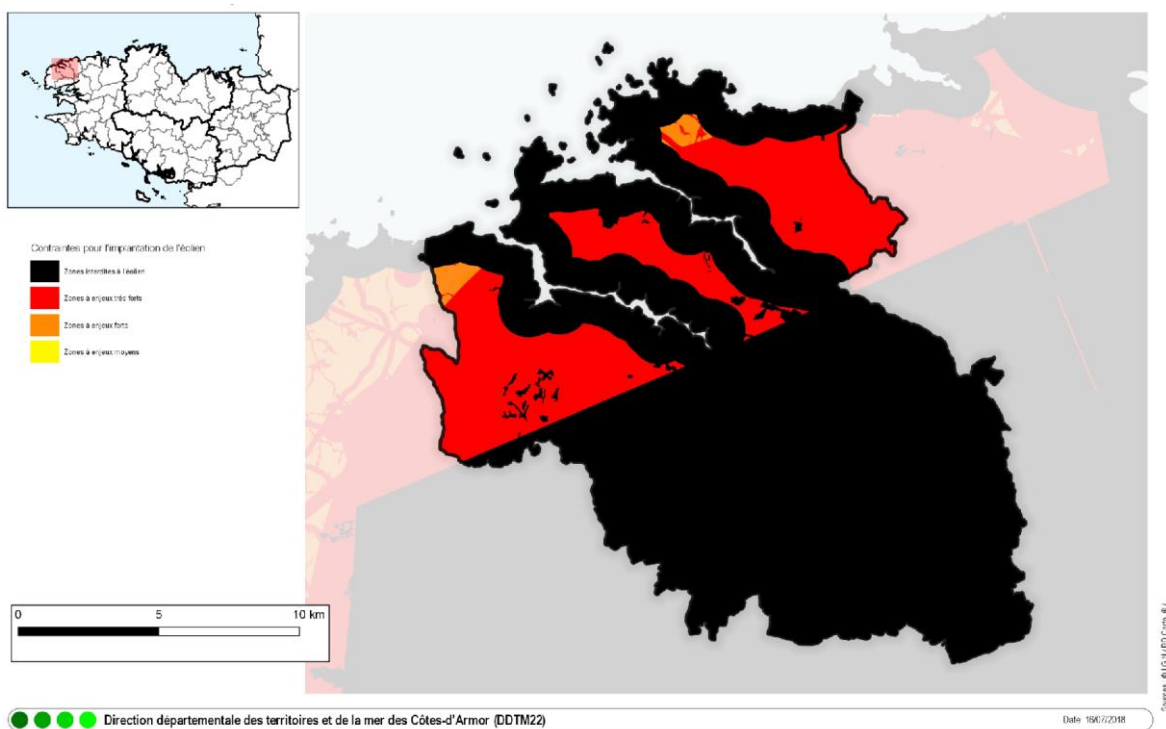 Contraintes pour l'implantation de l'éolien
Zones interdites à l'éolien
Zones à enjeux très forts
Zones à enjeux forts
Zones à enjeux moyens
0 5 10 km
Direction départementale des territoires et de la mer des Côtes-d'Armor (DDTM22)
Date 16/07/2018